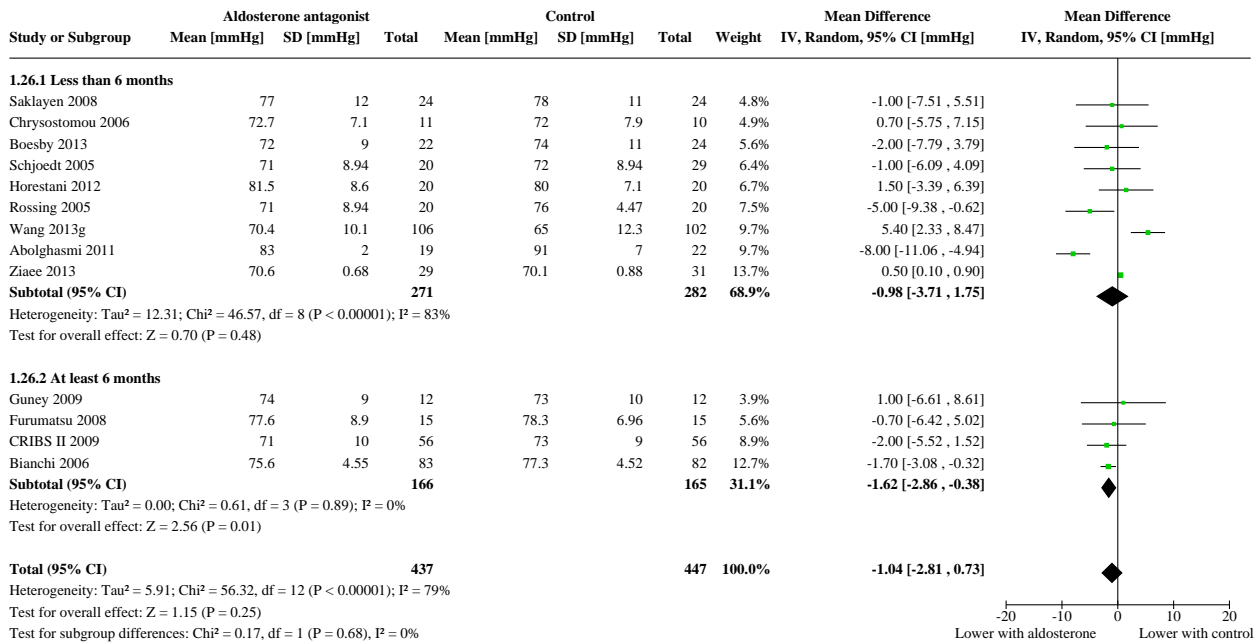 Aldosterone antagonist Control Mean Difference Mean Difference
Study or Subgroup Mean [mmHg] SD [mmHg] Total Mean [mmHg] SD [mmHg] Total Weight IV, Random, 95% CI [mmHg] IV, Random, 95% CI [mmHg]
1.26.1 Less than 6 months
Saklayen 2008 77 12 24 78 11 24 4.8% -1.00 [-7.51 , 5.51]
Chrysostomou 2006 72.7 7.1 11 72 7.9 10 4.9% 0.70 [-5.75 , 7.15]
Boesby 2013 72 9 22 74 11 24 5.6% -2.00 [-7.79 , 3.79]
Schjoedt 2005 71 8.94 20 72 8.94 29 6.4% -1.00 [-6.09 , 4.09]
Horestani 2012 81.5 8.6 20 80 7.1 20 6.7% 1.50 [-3.39 , 6.39]
Rossing 2005 71 8.94 20 76 4.47 20 7.5% -5.00 [-9.38 , -0.62]
Wang 2013g 70.4 10.1 106 65 12.3 102 9.7% 5.40 [2.33 , 8.47]
Abolghasmi 2011 83 2 19 91 7 22 9.7% -8.00 [-11.06 , -4.94]
Ziaee 2013 70.6 0.68 29 70.1 0.88 31 13.7% 0.50 [0.10 , 0.90]
Subtotal (95% CI) 271 282 68.9% -0.98 [-3.71 , 1.75]
Heterogeneity: Tau² = 12.31; Chi² = 46.57, df = 8 (P < 0.00001); I² = 83%
Test for overall effect: Z = 0.70 (P = 0.48)
1.26.2 At least 6 months
Guney 2009 74 9 12 73 10 12 3.9% 1.00 [-6.61 , 8.61]
Furumatsu 2008 77.6 8.9 15 78.3 6.96 15 5.6% -0.70 [-6.42 , 5.02]
CRIBS II 2009 71 10 56 73 9 56 8.9% -2.00 [-5.52 , 1.52]
Bianchi 2006 75.6 4.55 83 77.3 4.52 82 12.7% -1.70 [-3.08 , -0.32]
Subtotal (95% CI) 166 165 31.1% -1.62 [-2.86 , -0.38]
Heterogeneity: Tau² = 0.00; Chi² = 0.61, df = 3 (P = 0.89); I² = 0%
Test for overall effect: Z = 2.56 (P = 0.01)
Total (95% CI) 437 447 100.0% -1.04 [-2.81 , 0.73]
Heterogeneity: Tau² = 5.91; Chi² = 56.32, df = 12 (P < 0.00001); I² = 79%
Test for overall effect: Z = 1.15 (P = 0.25)
-20 -10 0 10 20
Test for subgroup differences: Chi² = 0.17, df = 1 (P = 0.68), I² = 0%
Lower with aldosterone Lower with control